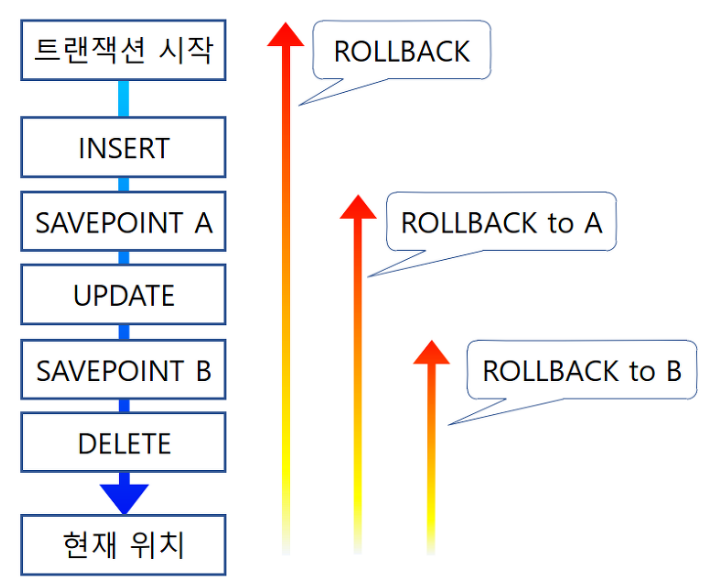 트랜잭션 시작
INSERT
SAVEPOINT A
UPDATE
SAVEPOINT B
DELETE
현재 위치
ROLLBACK
ROLLBACK to A
ROLLBACK to B